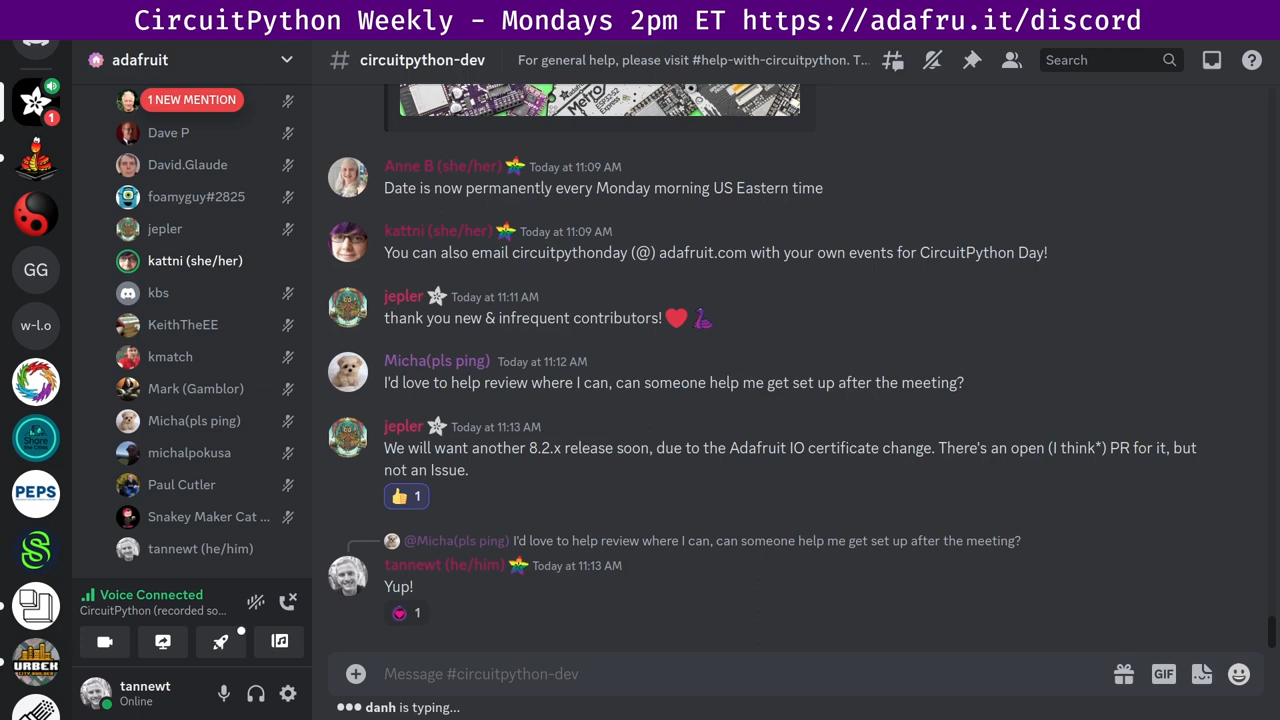 CircuitPython Weekly - Mondays 2pm ET https://adafru.it/discord
adafruit
circuitpython-dev
For general help, please visit #help-with-circuitpython. T...
Search
1 NEW MENTION
Dave P
David.Glaude
foamyguy#2825
jepler
kattni (she/her)
kbs
KeithTheEE
kmatch
Mark (Gamblor)
Micha(pls ping)
michalpokusa
Paul Cutler
Snakey Maker Cat ...
tannewt (he/him)
Voice Connected
CircuitPython (recorded so...
tannewt
Online
1
GG
w-l.o
Share
PEPS
URBEK
CITY BUILDER
METRO
ESP32-S2
Express
Anne B (she/her) Today at 11:09 AM
Date is now permanently every Monday morning US Eastern time
kattni (she/her) Today at 11:09 AM
You can also email circuitpythonday (@) adafruit.com with your own events for CircuitPython Day!
jepler Today at 11:11 AM
thank you new & infrequent contributors!
Micha(pls ping) Today at 11:12 AM
I'd love to help review where I can, can someone help me get set up after the meeting?
jepler Today at 11:13 AM
We will want another 8.2.x release soon, due to the Adafruit IO certificate change. There's an open (I think*) PR for it, but
not an Issue.
1
@Micha(pls ping) I'd love to help review where I can, can someone help me get set up after the meeting?
tannewt (he/him) Today at 11:13 AM
Yup!
1
Message #circuitpython-dev
GIF
danh is typing...